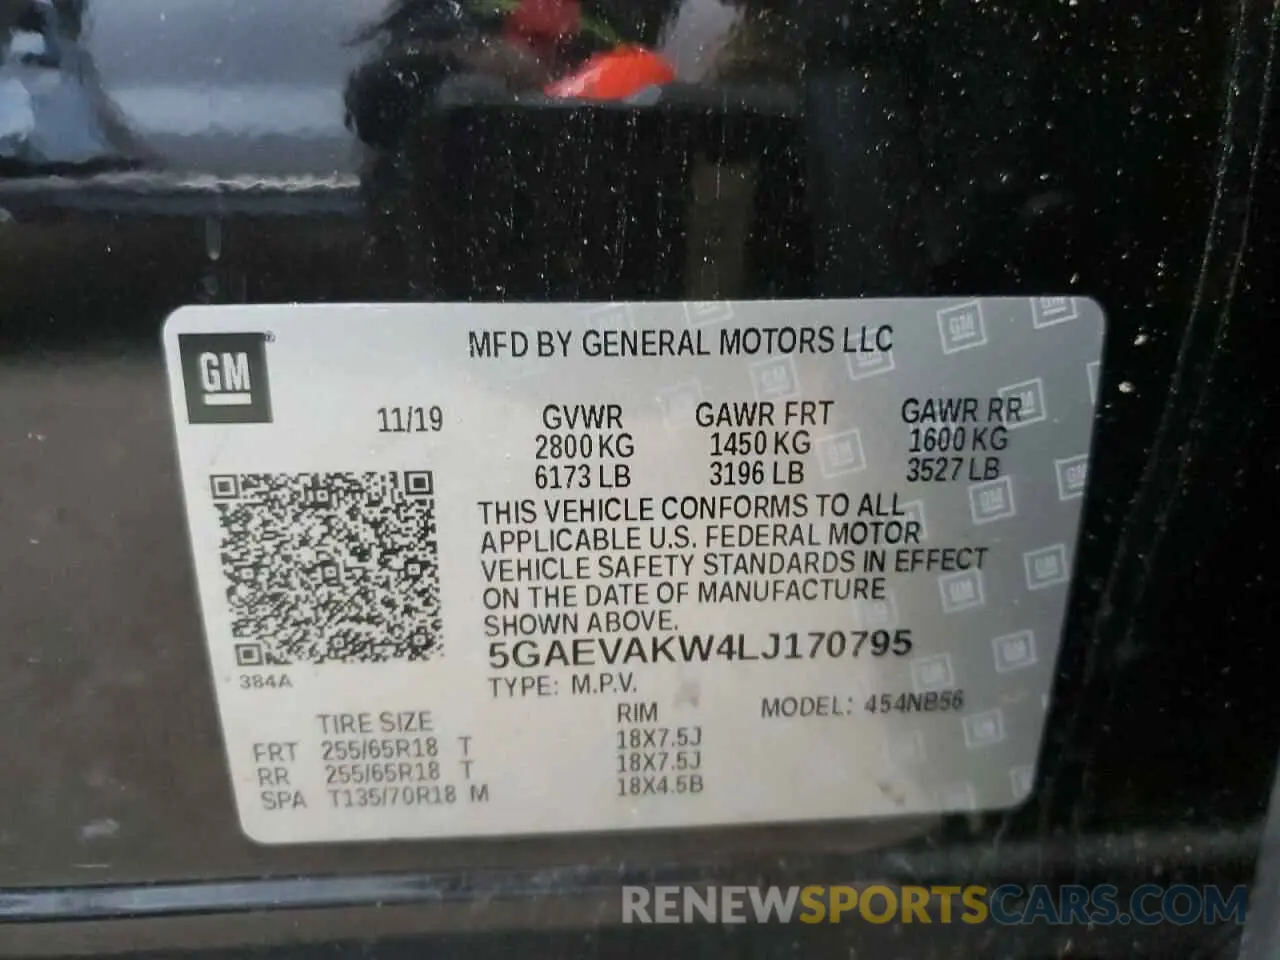 GM®
MFD BY GENERAL MOTORS LLC
11/19 GVWR GAWR FRT GAWR RR
2800 KG 1450 KG 1600 KG
6173 LB 3196 LB 3527 LB
THIS VEHICLE CONFORMS TO ALL
APPLICABLE U.S. FEDERAL MOTOR
VEHICLE SAFETY STANDARDS IN EFFECT
ON THE DATE OF MANUFACTURE
SHOWN ABOVE.
5GAEVAKW4LJ170795
384A
TYPE: M.P.V.
MODEL: 454NB56
TIRE SIZE RIM
FRT 255/65R18 T 18X7.5J
RR 255/65R18 T 18X7.5J
SPA T135/70R18 M 18X4.5B
RENEWSPORTSCARS.COM